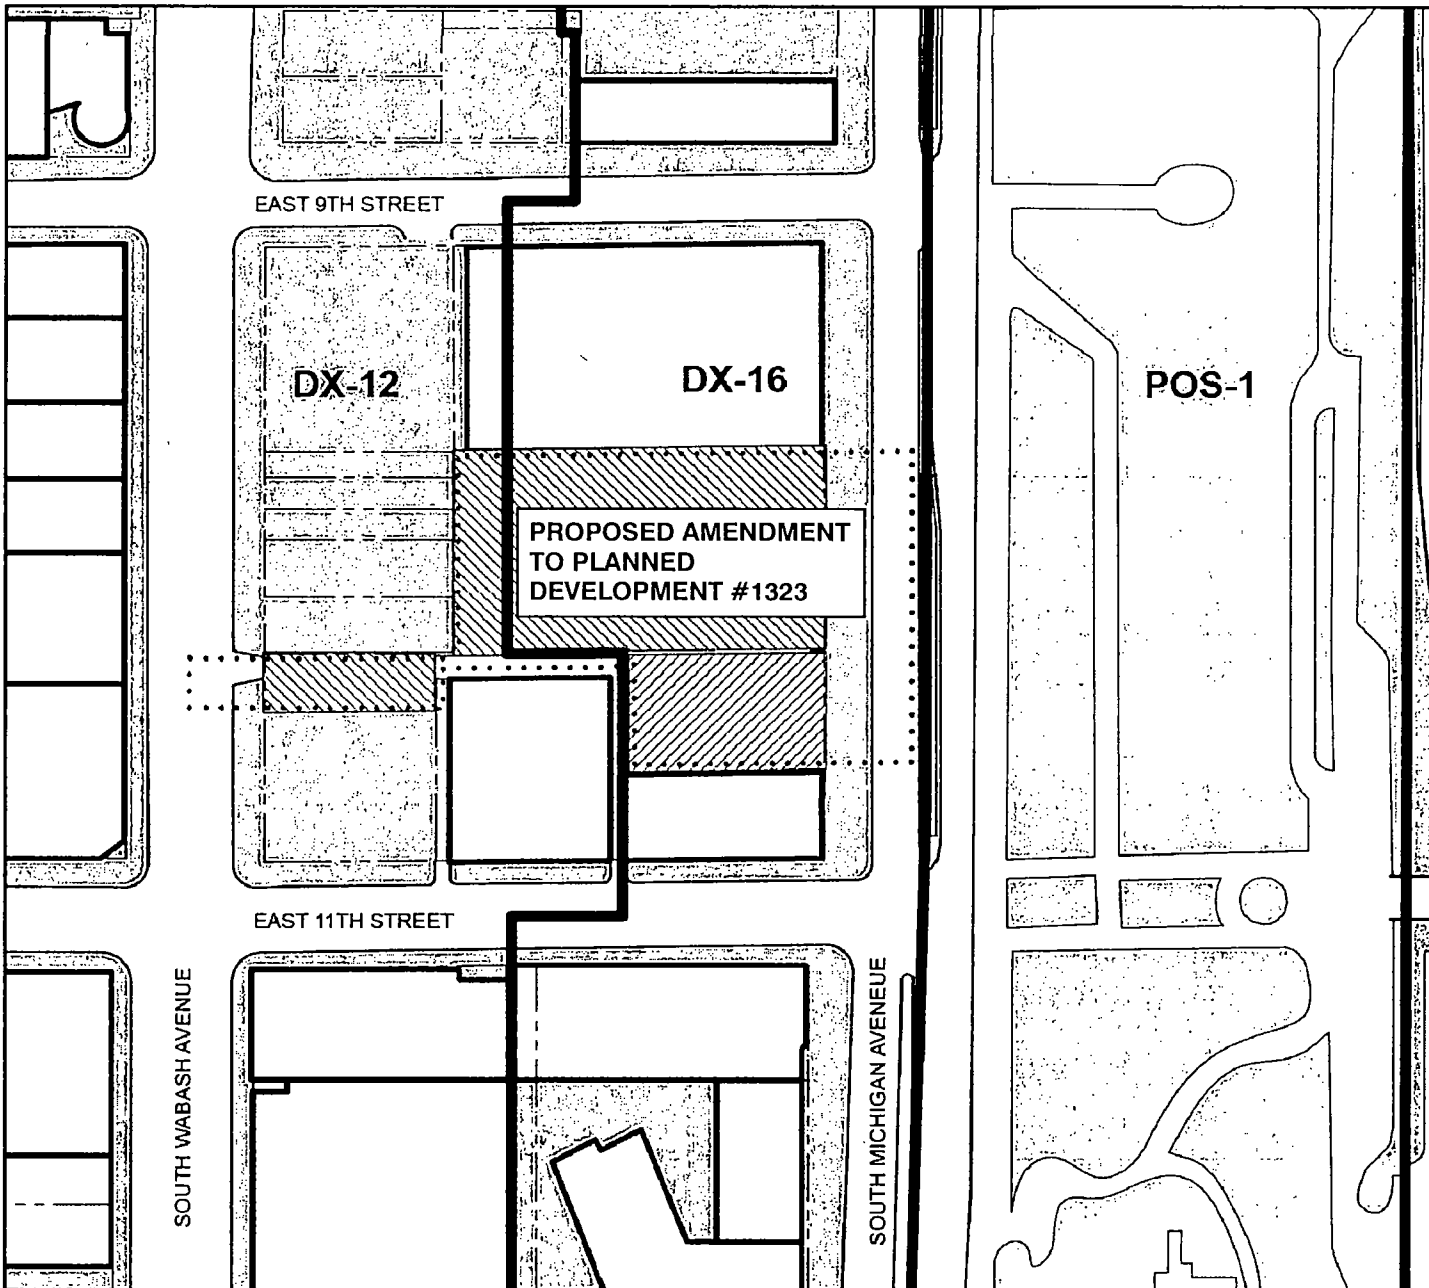 EAST 9TH STREET
DX-12
DX-16
POS-1
PROPOSED AMENDMENT
TO PLANNED
DEVELOPMENT #1323
EAST 11TH STREET
SOUTH WABASH AVENUE
SOUTH MICHIGAN AVENEUE